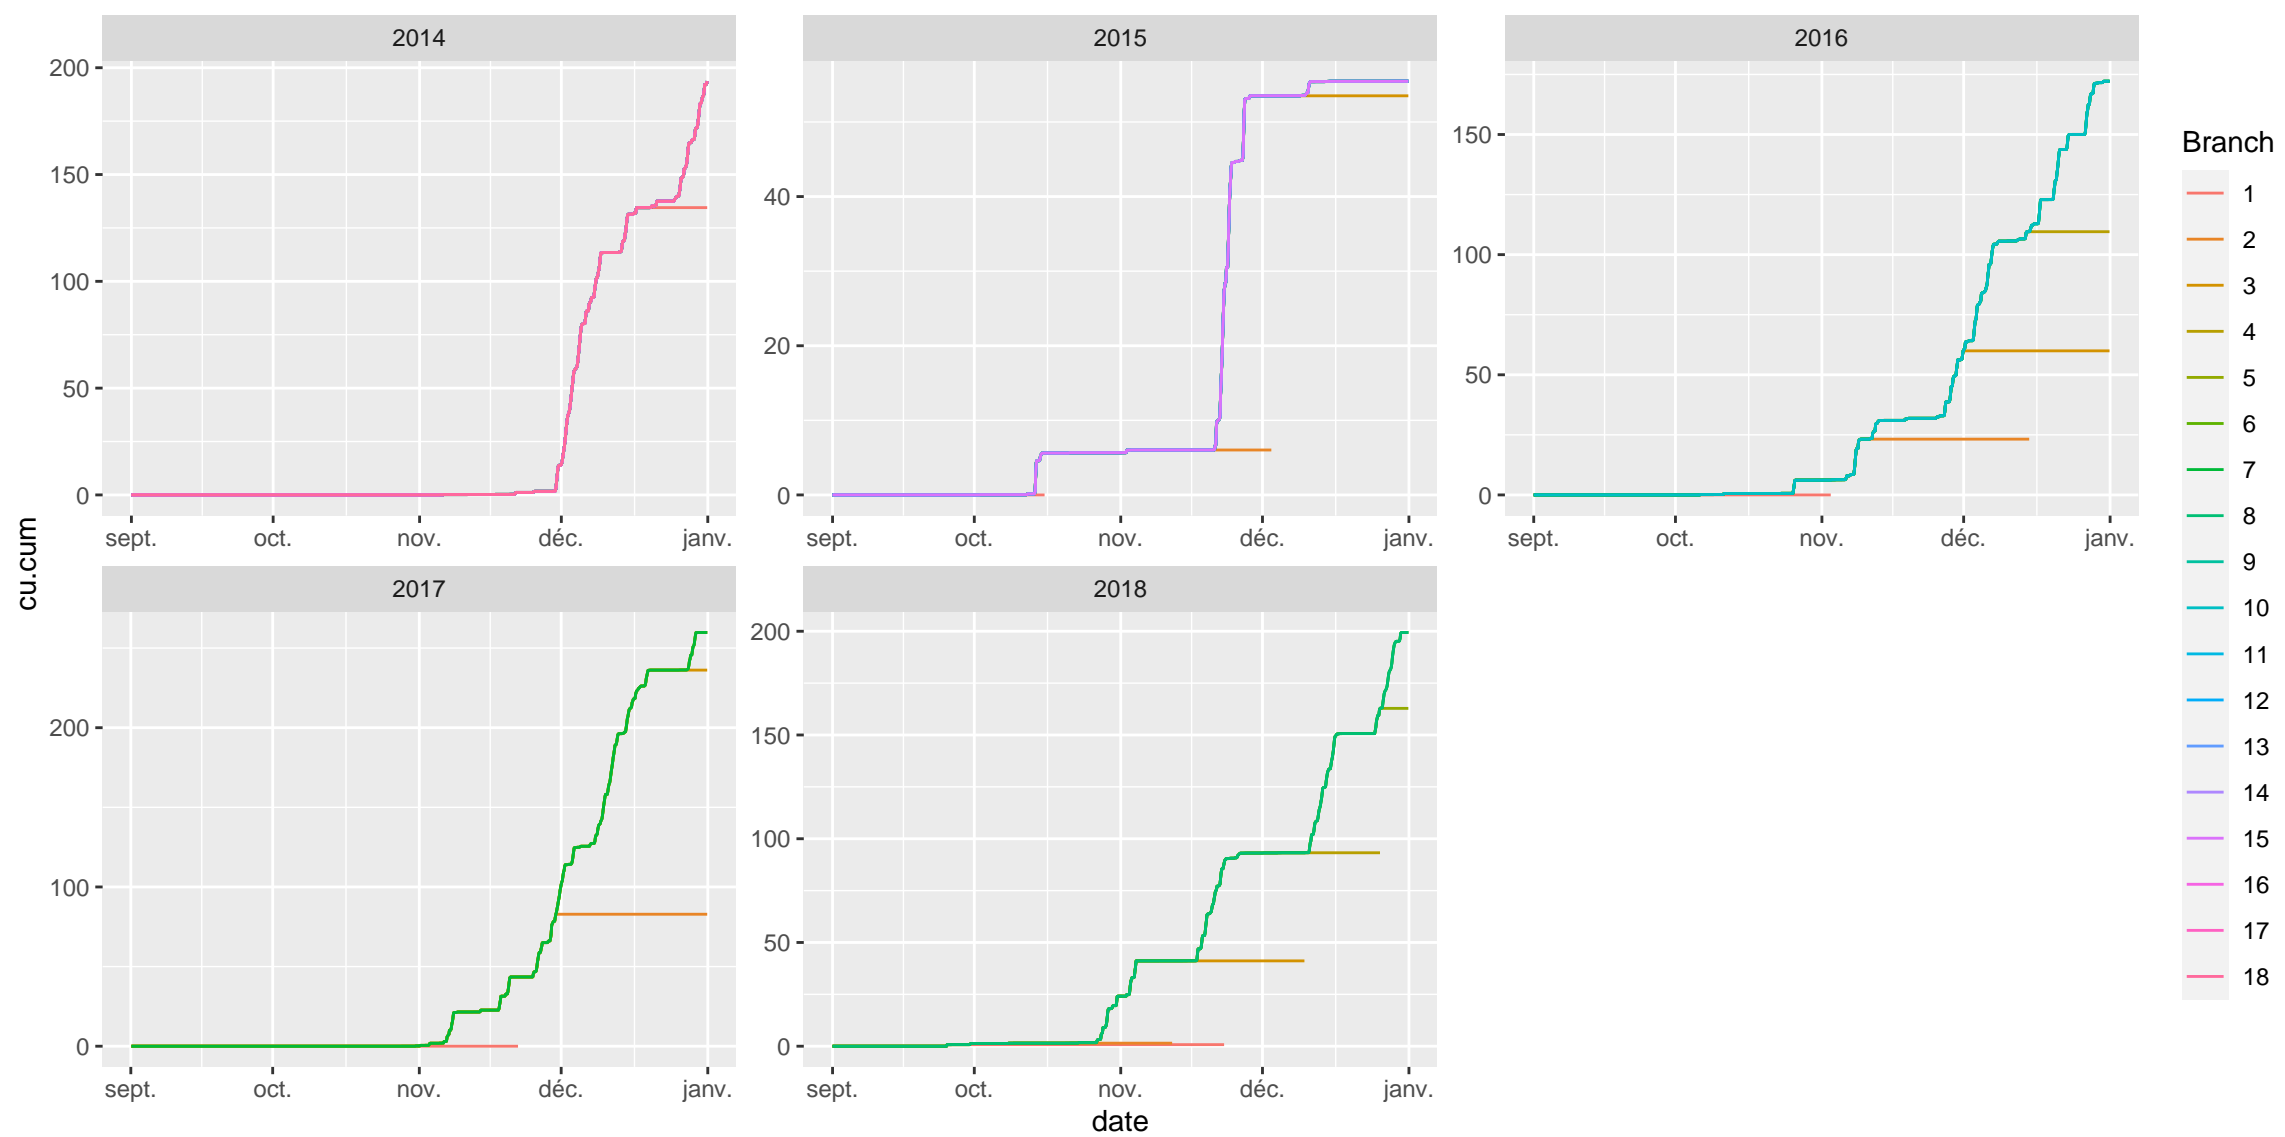 2014
2015
2016
200
150
100
50
0
sept.
oct.
nov.
déc.
janv.
40
20
0
sept.
oct.
nov.
déc.
janv.
150
100
50
0
sept.
oct.
nov.
déc.
janv.
cu.cum
2017
2018
200
100
0
sept.
oct.
nov.
déc.
janv.
200
150
100
50
0
sept.
oct.
nov.
déc.
janv.
date
Branch
1
2
3
4
5
6
7
8
9
10
11
12
13
14
15
16
17
18